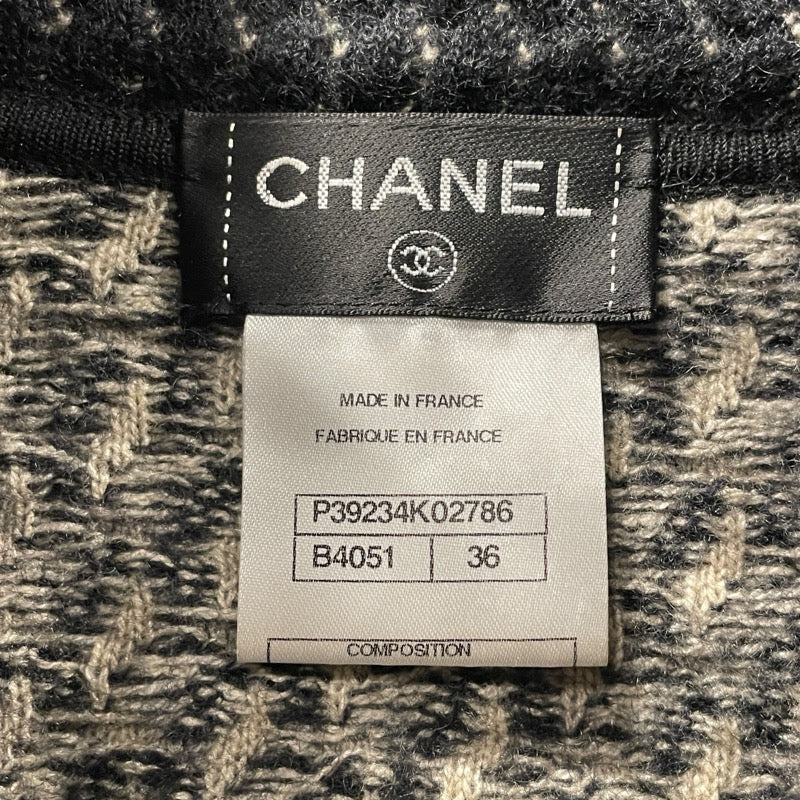 CHANEL
MADE IN FRANCE
FABRIQUE EN FRANCE
P39234K02786
B4051 36
COMPOSITION